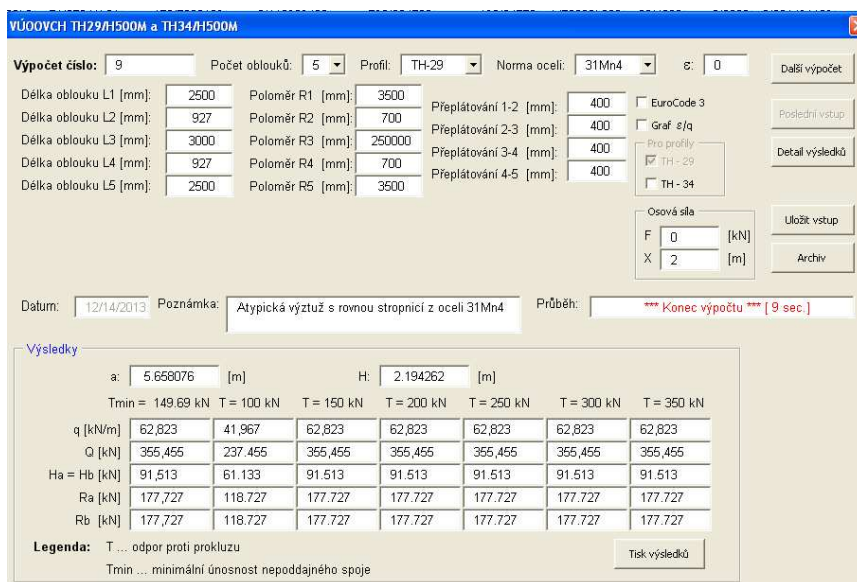 VÚOOVCH TH29/H500M a TH34/H500M
Výpočet číslo: 9 Počet oblouků: 5 Profil: TH-29 Norma oceli: 31Mn4 ε: 0 Další výpočet
Délka oblouku L1 [mm]: 2500 Poloměr R1 [mm]: 3500 Přeplátování 1-2 [mm]: 400 EuroCode 3
Délka oblouku L2 [mm]: 927 Poloměr R2 [mm]: 700 Přeplátování 2-3 [mm]: 400 Graf ε/q Poslední vstup
Délka oblouku L3 [mm]: 3000 Poloměr R3 [mm]: 250000 Přeplátování 3-4 [mm]: 400 Pro profily Detail výsledků
Délka oblouku L4 [mm]: 927 Poloměr R4 [mm]: 700 Přeplátování 4-5 [mm]: 400 TH - 29
Délka oblouku L5 [mm]: 2500 Poloměr R5 [mm]: 3500 TH - 34
Osová síla Uložit vstup
F 0 [kN]
X 2 [m] Archiv
Datum: 12/14/2013 Poznámka: Atypická výztuž s rovnou stropnicí z oceli 31Mn4 Průběh: *** Konec výpočtu *** [ 9 sec.]
Výsledky
a: 5.658076 [m] H: 2.194262 [m]
Tmin = 149.69 kN T = 100 kN T = 150 kN T = 200 kN T = 250 kN T = 300 kN T = 350 kN
q [kN/m] 62,823 41,967 62,823 62,823 62,823 62,823 62,823
Q [kN] 355,455 237.455 355,455 355,455 355,455 355,455 355,455
Ha = Hb [kN] 91,513 61.133 91.513 91.513 91.513 91.513 91.513
Ra [kN] 177,727 118.727 177.727 177.727 177.727 177.727 177.727
Rb [kN] 177,727 118.727 177.727 177.727 177.727 177.727 177.727
Legenda: T ... odpor proti prokluzu Tisk výsledků
Tmin ... minimální únosnost nepoddajného spoje